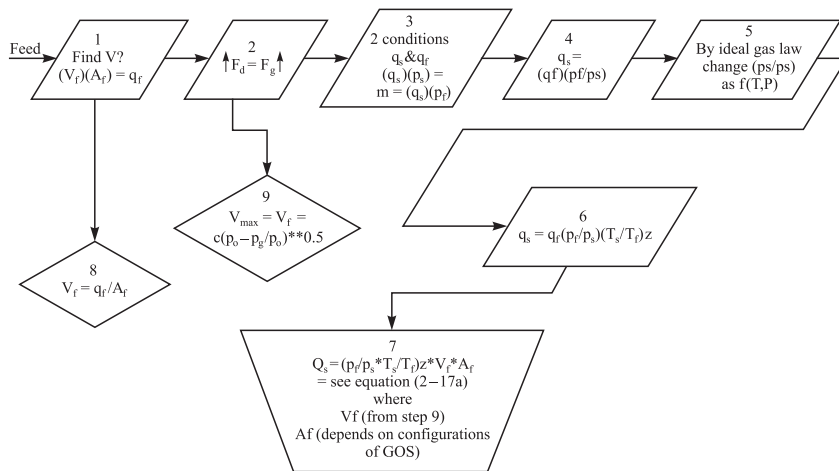 Feed
1
Find V?
(V_f)(A_f) = q_f
2
↑F_d = F_g↑
3
2 conditions
q_s&q_f
(q_s)(p_s) =
m = (q_s)(p_f)
4
q_s =
(qf)(pf/ps)
5
By ideal gas law
change (ps/ps)
as f(T,P)
6
q_s = q_f(p_f/p_s)(T_s/T_f)z
9
V_max = V_f =
c(p_o−p_g/p_o)**0.5
8
V_f = q_f/A_f
7
Q_s = (p_f/p_s*T_s/T_f)z*V_f*A_f
= see equation (2−17a)
where
Vf (from step 9)
Af (depends on configurations
of GOS)